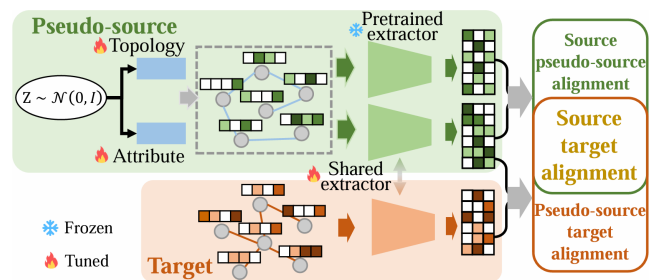 Pseudo-source
Topology
Z ~ 𝒩(0, I)
Attribute
Pretrained
extractor
Shared
extractor
Frozen
Tuned
Target
Source
pseudo-source
alignment
Source
target
alignment
Pseudo-source
target
alignment